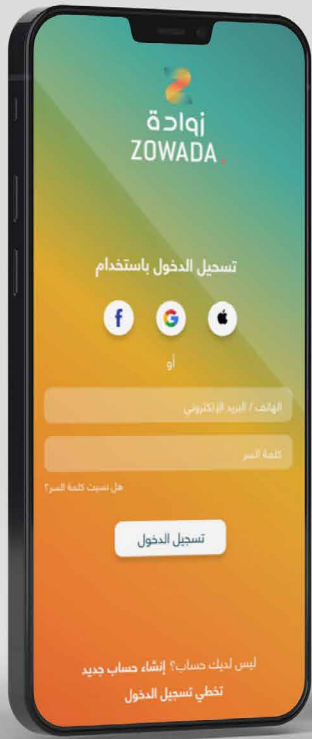 زوادة
ZOWADA.
تسحيل الدخول باستخدام
أو
الهاتف / البريد الإلكتروني
كلمة السر
هل نسيت كلمة السر؟
تسجيل الدخول
ليس لديك حساب؟ إنشاء حساب جديد
تخطي تسجيل الدخول